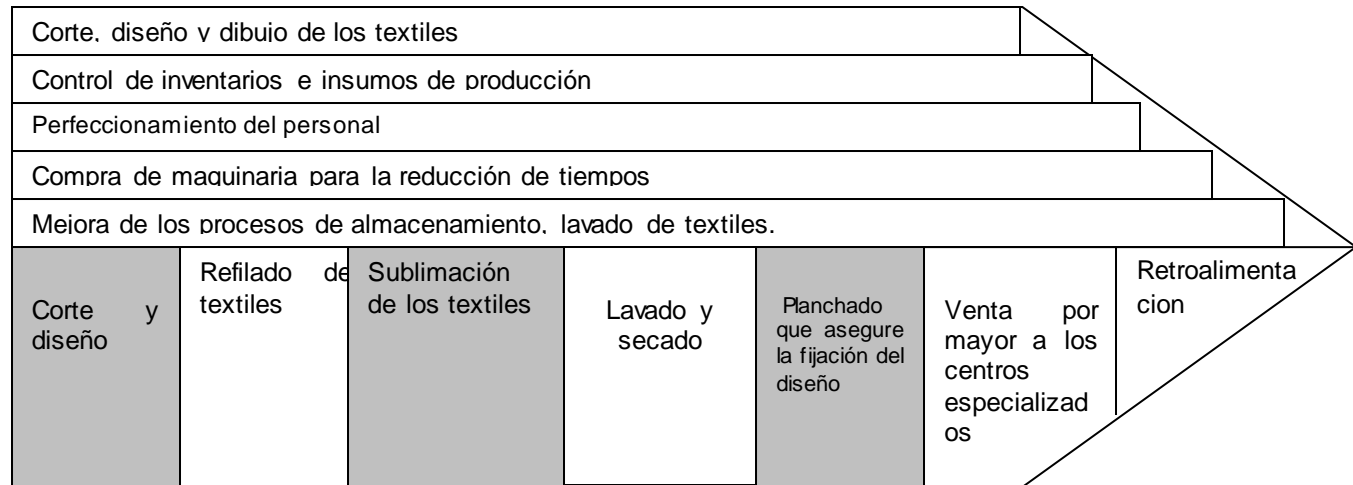 Corte, diseño y dibujo de los textiles
Control de inventarios e insumos de producción
Perfeccionamiento del personal
Compra de maquinaria para la reducción de tiempos
Mejora de los procesos de almacenamiento, lavado de textiles.
Corte y
diseño
Refilado de
textiles
Sublimación
de los textiles
Lavado y
secado
Planchado
que asegure
la fijación del
diseño
Venta por
mayor a los
centros
especializad
os
Retroalimenta
cion